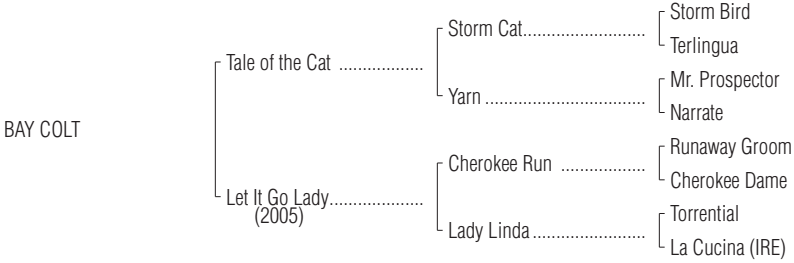 Storm Bird
Storm Cat..........................
Terlingua
Tale of the Cat ..................
Mr. Prospector
Yarn ..................................
Narrate
BAY COLT
Runaway Groom
Cherokee Run ..................
Cherokee Dame
Let It Go Lady....................
(2005)
Torrential
Lady Linda........................
La Cucina (IRE)